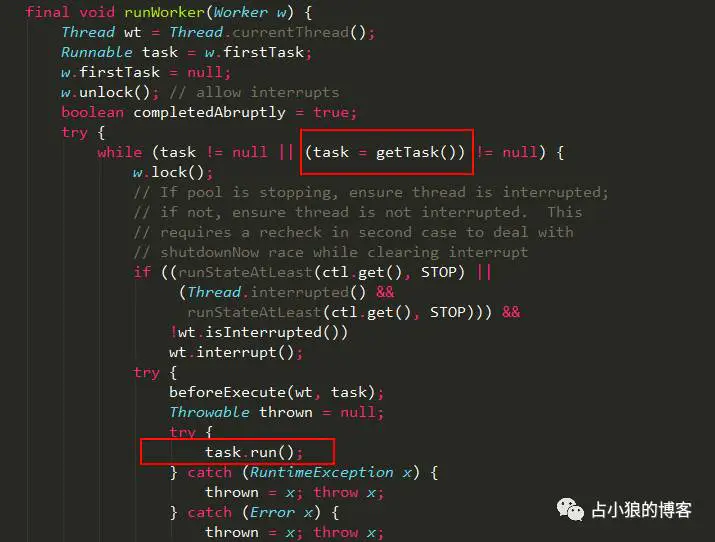 final void runWorker(Worker w) {
    Thread wt = Thread.currentThread();
    Runnable task = w.firstTask;
    w.firstTask = null;
    w.unlock(); // allow interrupts
    boolean completedAbruptly = true;
    try {
        while (task != null || (task = getTask()) != null) {
            w.lock();
            // If pool is stopping, ensure thread is interrupted;
            // if not, ensure thread is not interrupted.  This
            // requires a recheck in second case to deal with
            // shutdownNow race while clearing interrupt
            if ((runStateAtLeast(ctl.get(), STOP) ||
                 (Thread.interrupted() &&
                  runStateAtLeast(ctl.get(), STOP))) &&
                !wt.isInterrupted())
                wt.interrupt();
            try {
                beforeExecute(wt, task);
                Throwable thrown = null;
                try {
                    task.run();
                } catch (RuntimeException x) {
                    thrown = x; throw x;
                } catch (Error x) {
                    thrown = x; throw x;
占小狼的博客